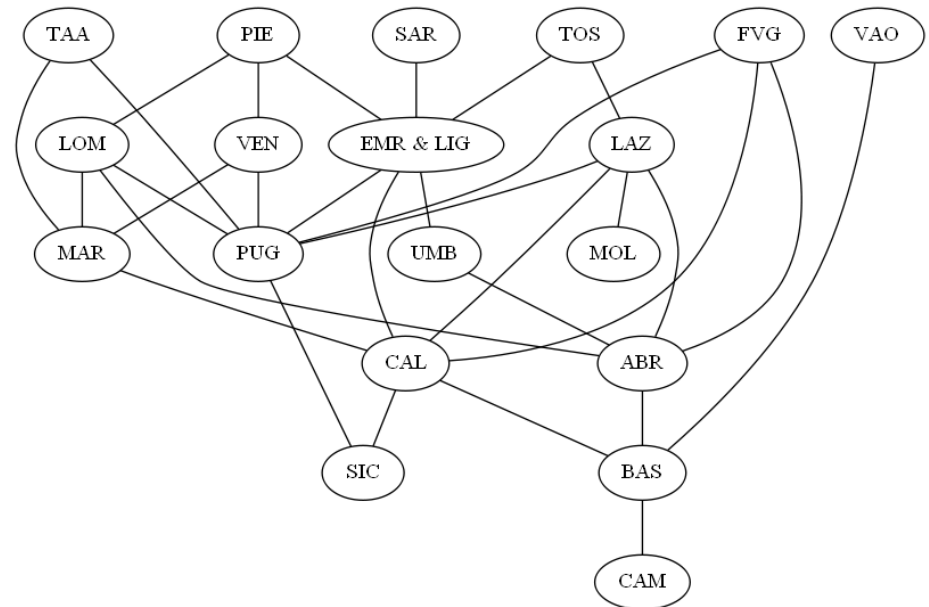 TAA PIE SAR TOS FVG VAO
LOM VEN EMR & LIG LAZ
MAR PUG UMB MOL
CAL ABR
SIC BAS
CAM